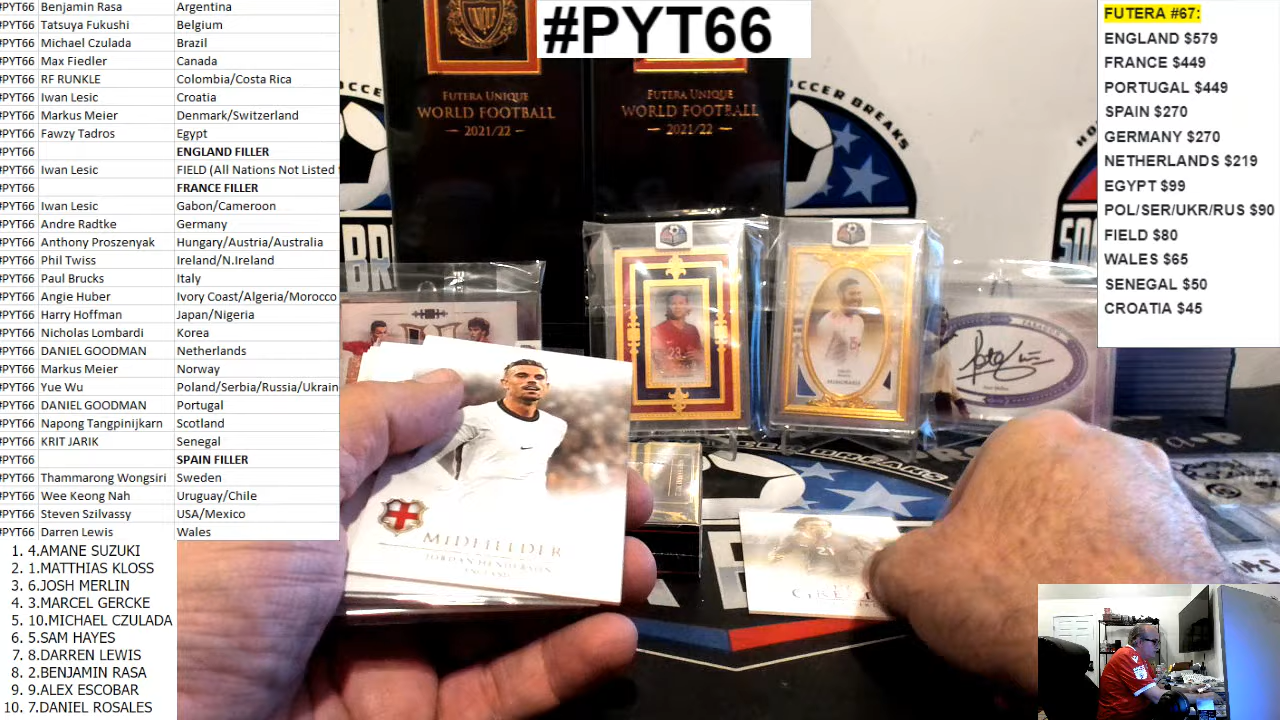 #PYT66
#PYT66 Benjamin Rasa Argentina
#PYT66 Tatsuya Fukushi Belgium
#PYT66 Michael Czulada Brazil
#PYT66 Max Fiedler Canada
#PYT66 RF RUNKLE Colombia/Costa Rica
#PYT66 Iwan Lesic Croatia
#PYT66 Markus Meier Denmark/Switzerland
#PYT66 Fawzy Tadros Egypt
#PYT66 ENGLAND FILLER
#PYT66 Iwan Lesic FIELD (All Nations Not Listed
#PYT66 FRANCE FILLER
#PYT66 Iwan Lesic Gabon/Cameroon
#PYT66 Andre Radtke Germany
#PYT66 Anthony Proszenyak Hungary/Austria/Australia
#PYT66 Phil Twiss Ireland/N.Ireland
#PYT66 Paul Brucks Italy
#PYT66 Angie Huber Ivory Coast/Algeria/Morocco
#PYT66 Harry Hoffman Japan/Nigeria
#PYT66 Nicholas Lombardi Korea
#PYT66 DANIEL GOODMAN Netherlands
#PYT66 Markus Meier Norway
#PYT66 Yue Wu Poland/Serbia/Russia/Ukrain
#PYT66 DANIEL GOODMAN Portugal
#PYT66 Napong Tangpinijkarn Scotland
#PYT66 KRIT JARIK Senegal
#PYT66 SPAIN FILLER
#PYT66 Thammarong Wongsiri Sweden
#PYT66 Wee Keong Nah Uruguay/Chile
#PYT66 Steven Szilvassy USA/Mexico
#PYT66 Darren Lewis Wales
1. 4.AMANE SUZUKI
2. 1.MATTHIAS KLOSS
3. 6.JOSH MERLIN
4. 3.MARCEL GERCKE
5. 10.MICHAEL CZULADA
6. 5.SAM HAYES
7. 8.DARREN LEWIS
8. 2.BENJAMIN RASA
9. 9.ALEX ESCOBAR
10. 7.DANIEL ROSALES
FUTERA #67:
ENGLAND $579
FRANCE $449
PORTUGAL $449
SPAIN $270
GERMANY $270
NETHERLANDS $219
EGYPT $99
POL/SER/UKR/RUS $90
FIELD $80
WALES $65
SENEGAL $50
CROATIA $45
FUTERA UNIQUE
WORLD FOOTBALL
2021/22
FUTERA UNIQUE
WORLD FOOTBALL
2021/22
SOCCER BREAKS
MEMORABILIA
MIDFIELDER
JORDAN HENDERSON
ENGLAND